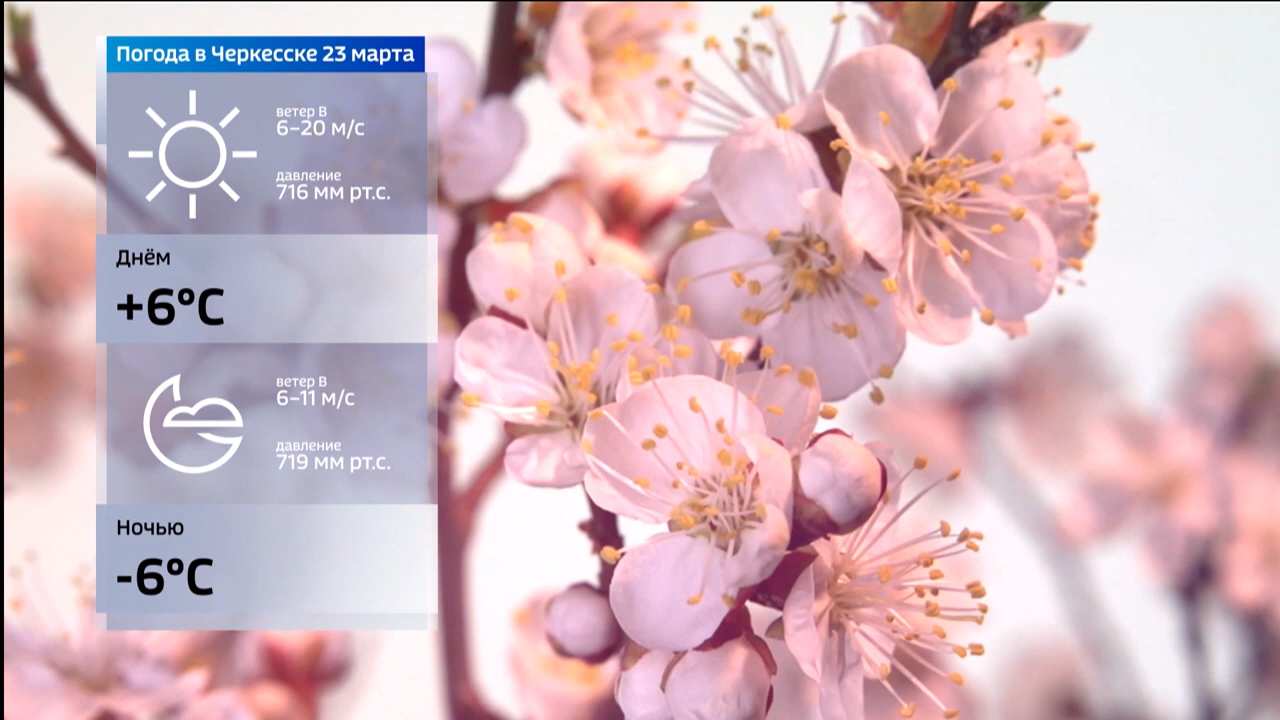 Погода в Черкесске 23 марта
ветер В
6–20 м/с
давление
716 мм рт.с.
Днём
+6°C
ветер В
6–11 м/с
давление
719 мм рт.с.
Ночью
-6°C